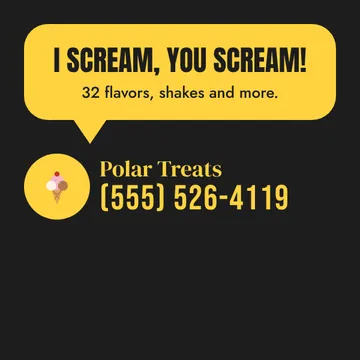 I SCREAM, YOU SCREAM!
32 flavors, shakes and more.
Polar Treats
(555) 526-4119